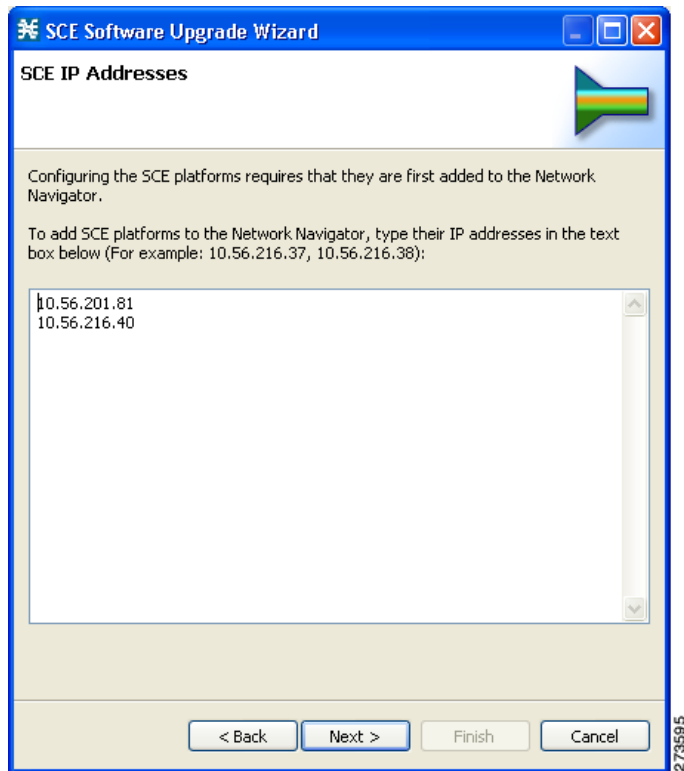 SCE Software Upgrade Wizard
SCE IP Addresses
Configuring the SCE platforms requires that they are first added to the Network
Navigator.
To add SCE platforms to the Network Navigator, type their IP addresses in the text
box below (For example: 10.56.216.37, 10.56.216.38):
10.56.201.81
10.56.216.40
< Back
Next >
Finish
Cancel
273595